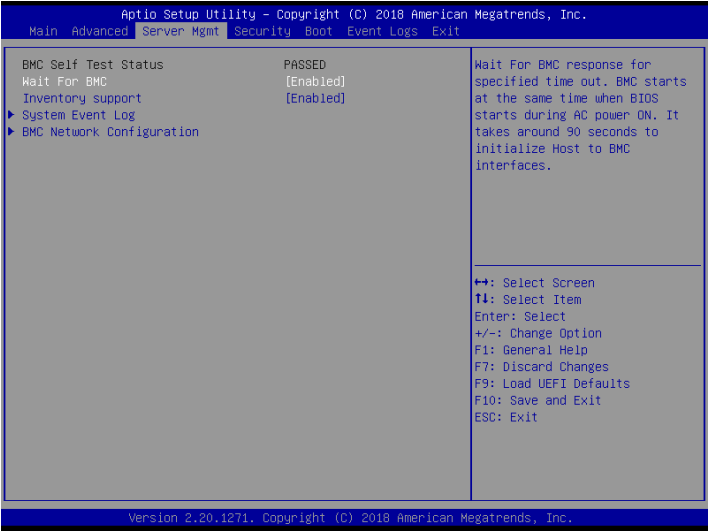 Aptio Setup Utility – Copyright (C) 2018 American Megatrends, Inc.
Main Advanced Server Mgmt Security Boot Event Logs Exit
BMC Self Test Status PASSED
Wait For BMC [Enabled]
Inventory support [Enabled]
System Event Log
BMC Network Configuration
Wait For BMC response for
specified time out. BMC starts
at the same time when BIOS
starts during AC power ON. It
takes around 90 seconds to
initialize Host to BMC
interfaces.
↔: Select Screen
↑↓: Select Item
Enter: Select
+/-: Change Option
F1: General Help
F7: Discard Changes
F9: Load UEFI Defaults
F10: Save and Exit
ESC: Exit
Version 2.20.1271. Copyright (C) 2018 American Megatrends, Inc.